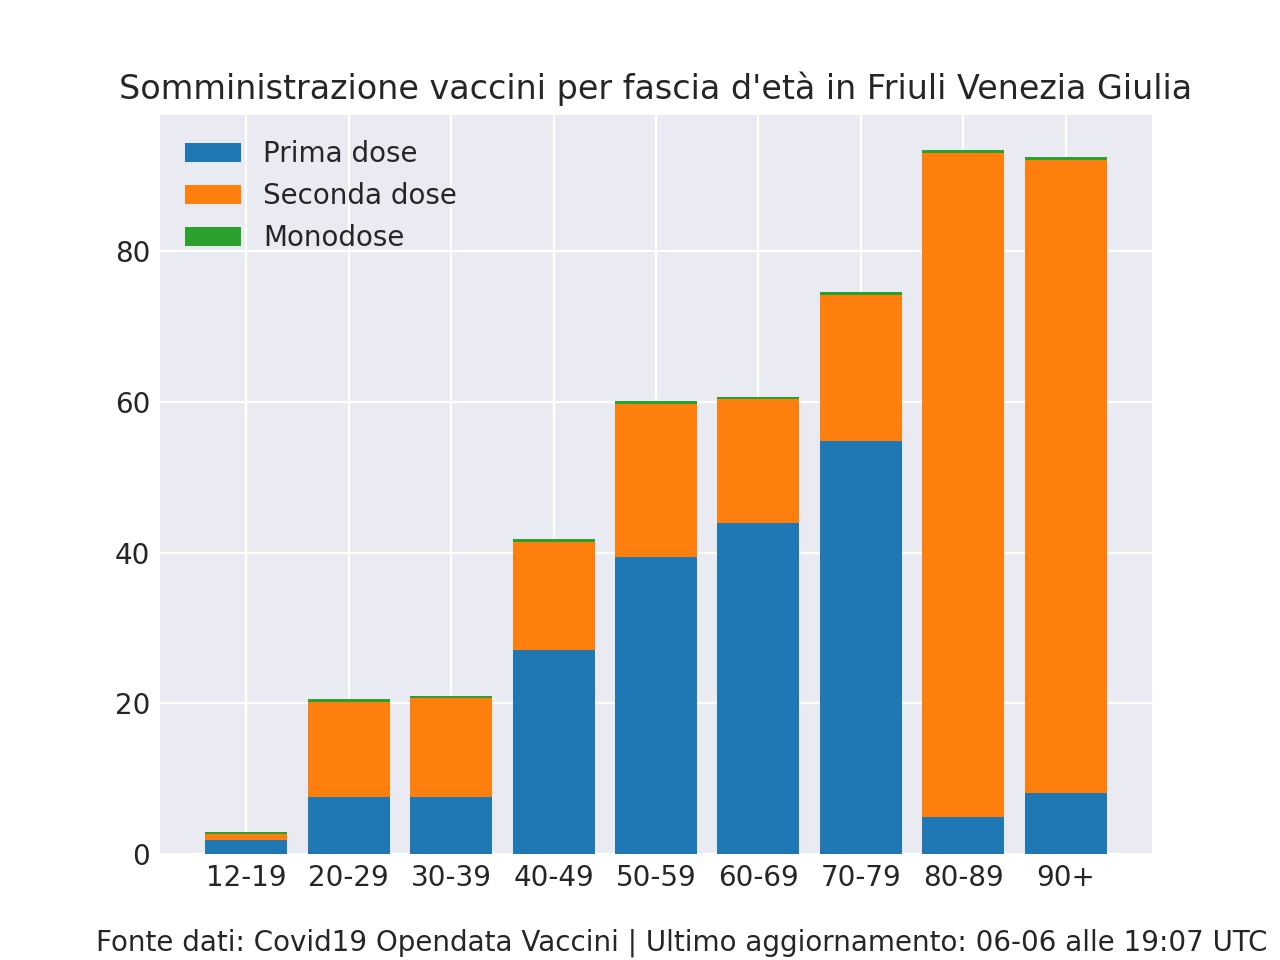 Somministrazione vaccini per fascia d'età in Friuli Venezia Giulia
Prima dose
Seconda dose
Monodose
80
60
40
20
0
12-19 20-29 30-39 40-49 50-59 60-69 70-79 80-89 90+
Fonte dati: Covid19 Opendata Vaccini | Ultimo aggiornamento: 06-06 alle 19:07 UTC